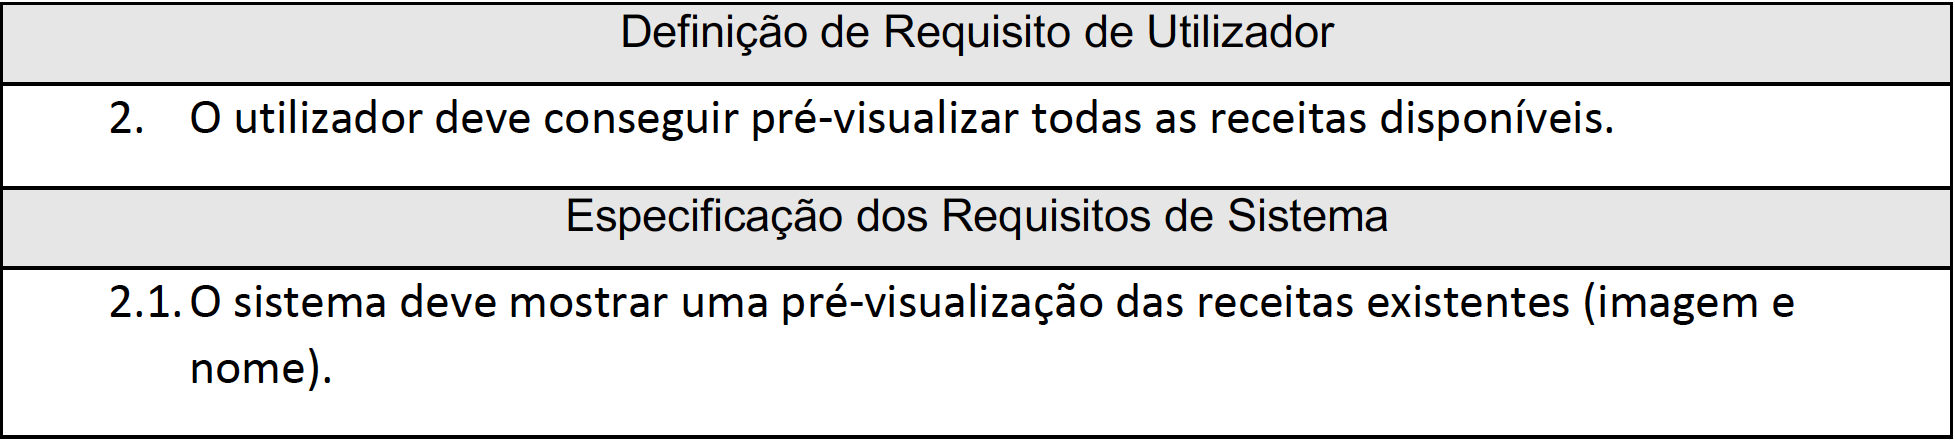 Definição de Requisito de Utilizador
2. O utilizador deve conseguir pré-visualizar todas as receitas disponíveis.
Especificação dos Requisitos de Sistema
2.1. O sistema deve mostrar uma pré-visualização das receitas existentes (imagem e
nome).